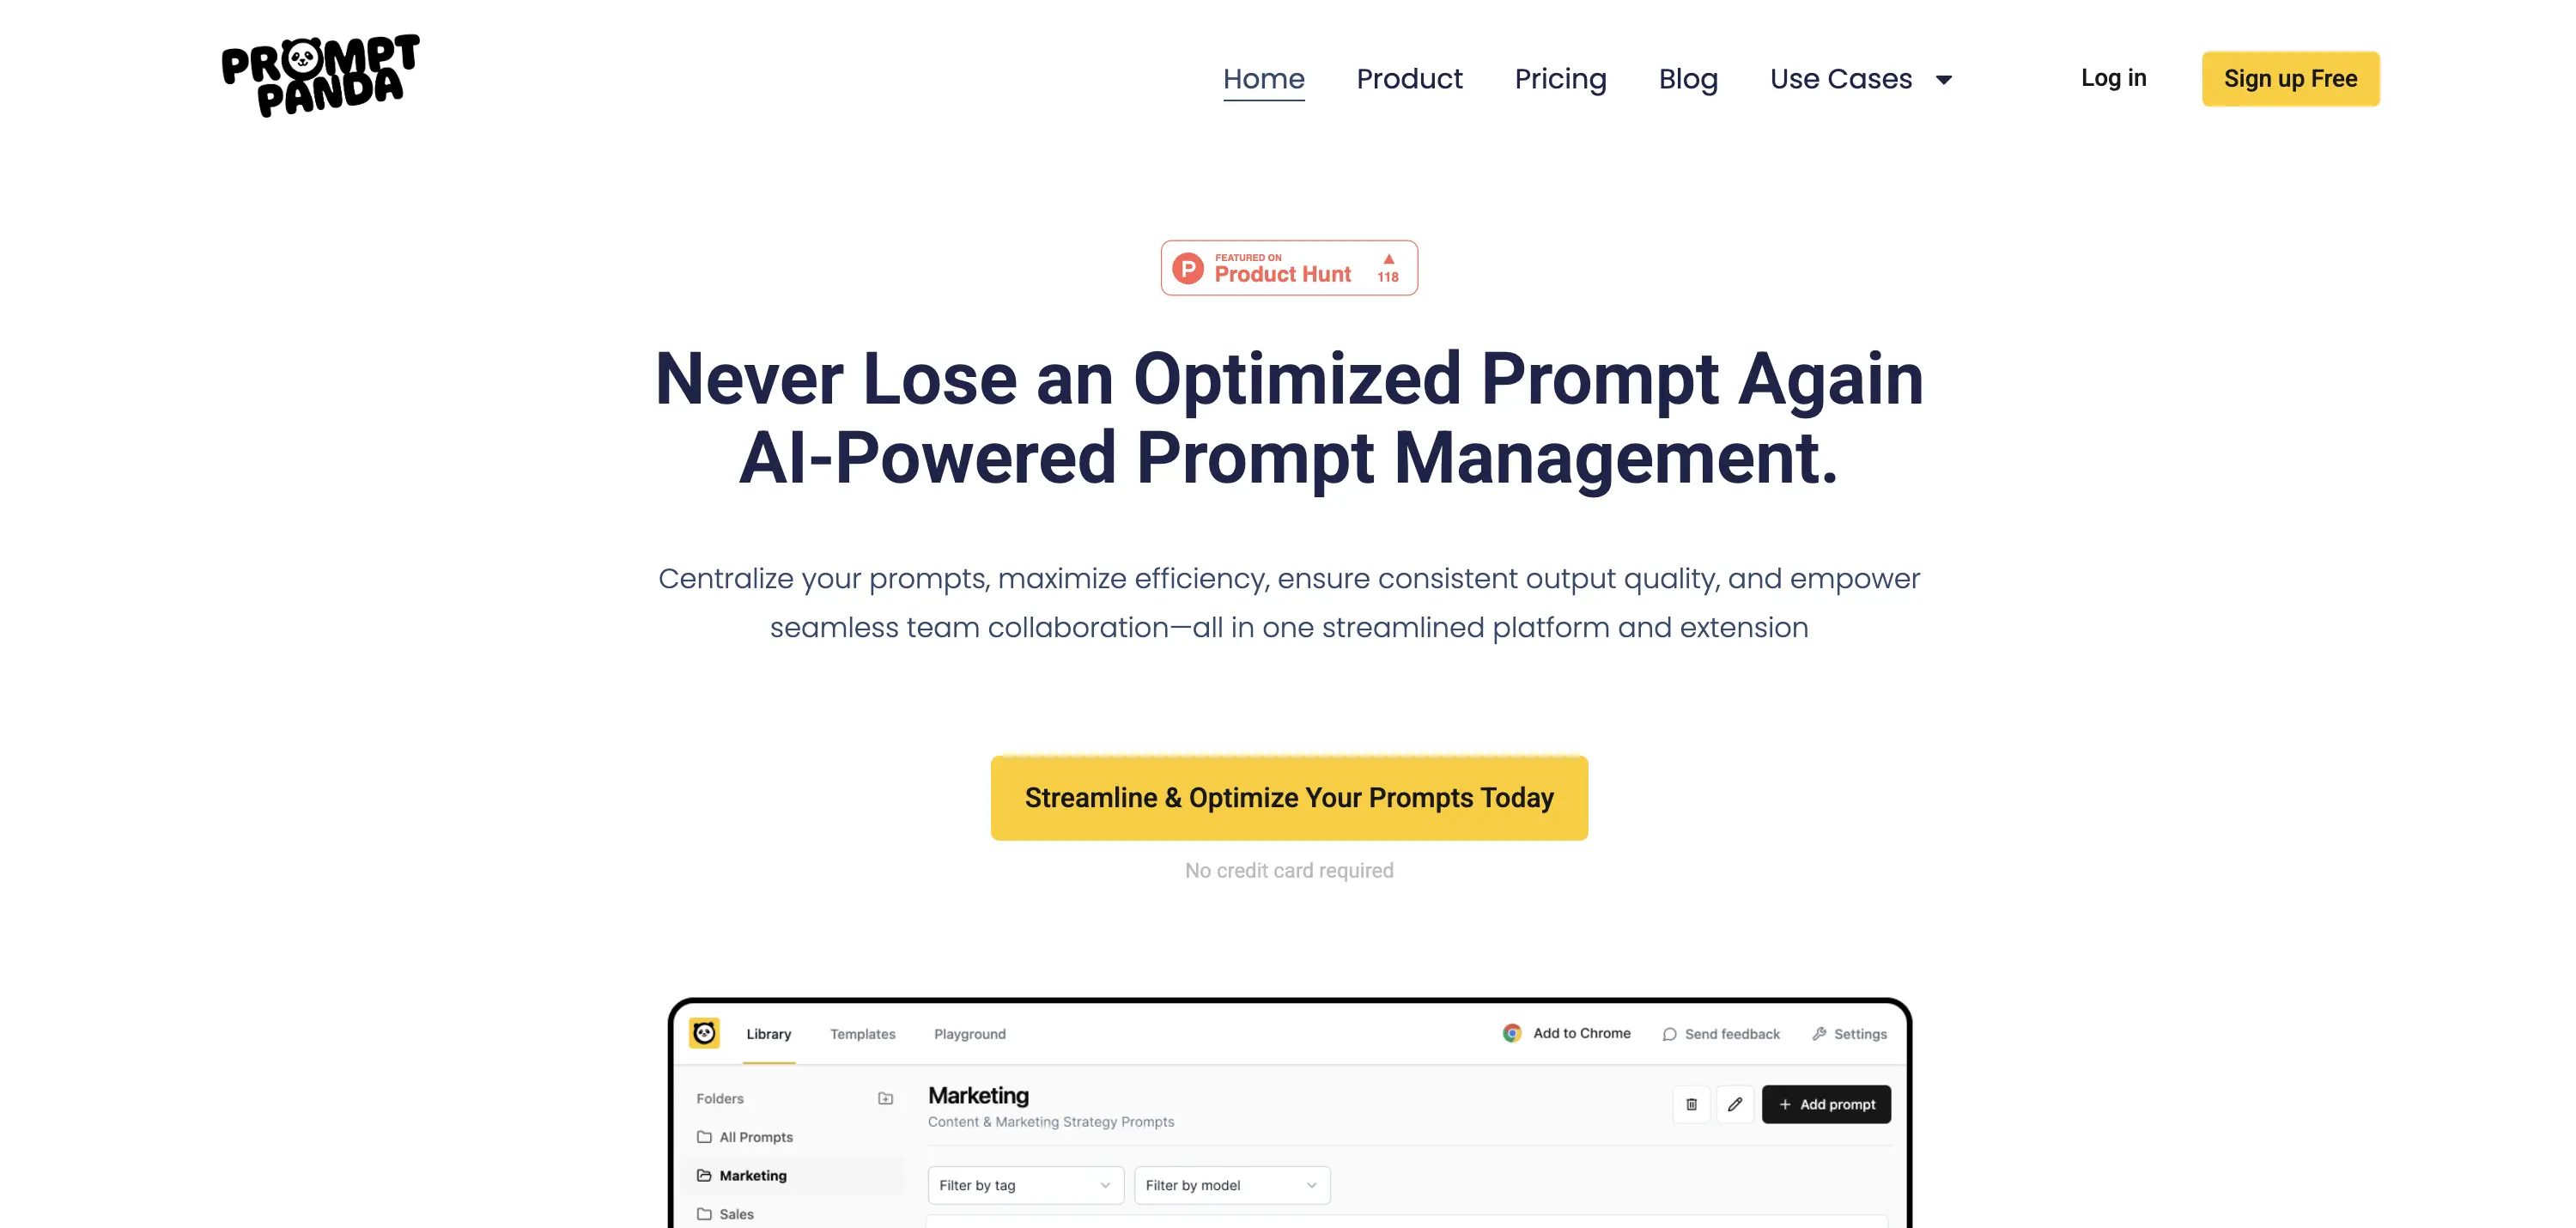 PROMPT
PANDA
Home Product Pricing Blog Use Cases Log in Sign up Free
P FEATURED ON
Product Hunt 118
Never Lose an Optimized Prompt Again
AI-Powered Prompt Management.
Centralize your prompts, maximize efficiency, ensure consistent output quality, and empower
seamless team collaboration—all in one streamlined platform and extension
Streamline & Optimize Your Prompts Today
No credit card required
Library Templates Playground Add to Chrome Send feedback Settings
Folders
All Prompts
Marketing
Sales
Marketing
Content & Marketing Strategy Prompts
+ Add prompt
Filter by tag Filter by model